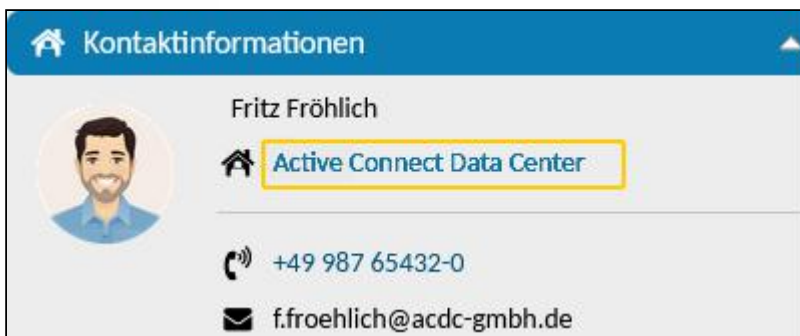 Kontaktinformationen
Fritz Fröhlich
Active Connect Data Center
+49 987 65432-0
f.froehlich@acdc-gmbh.de